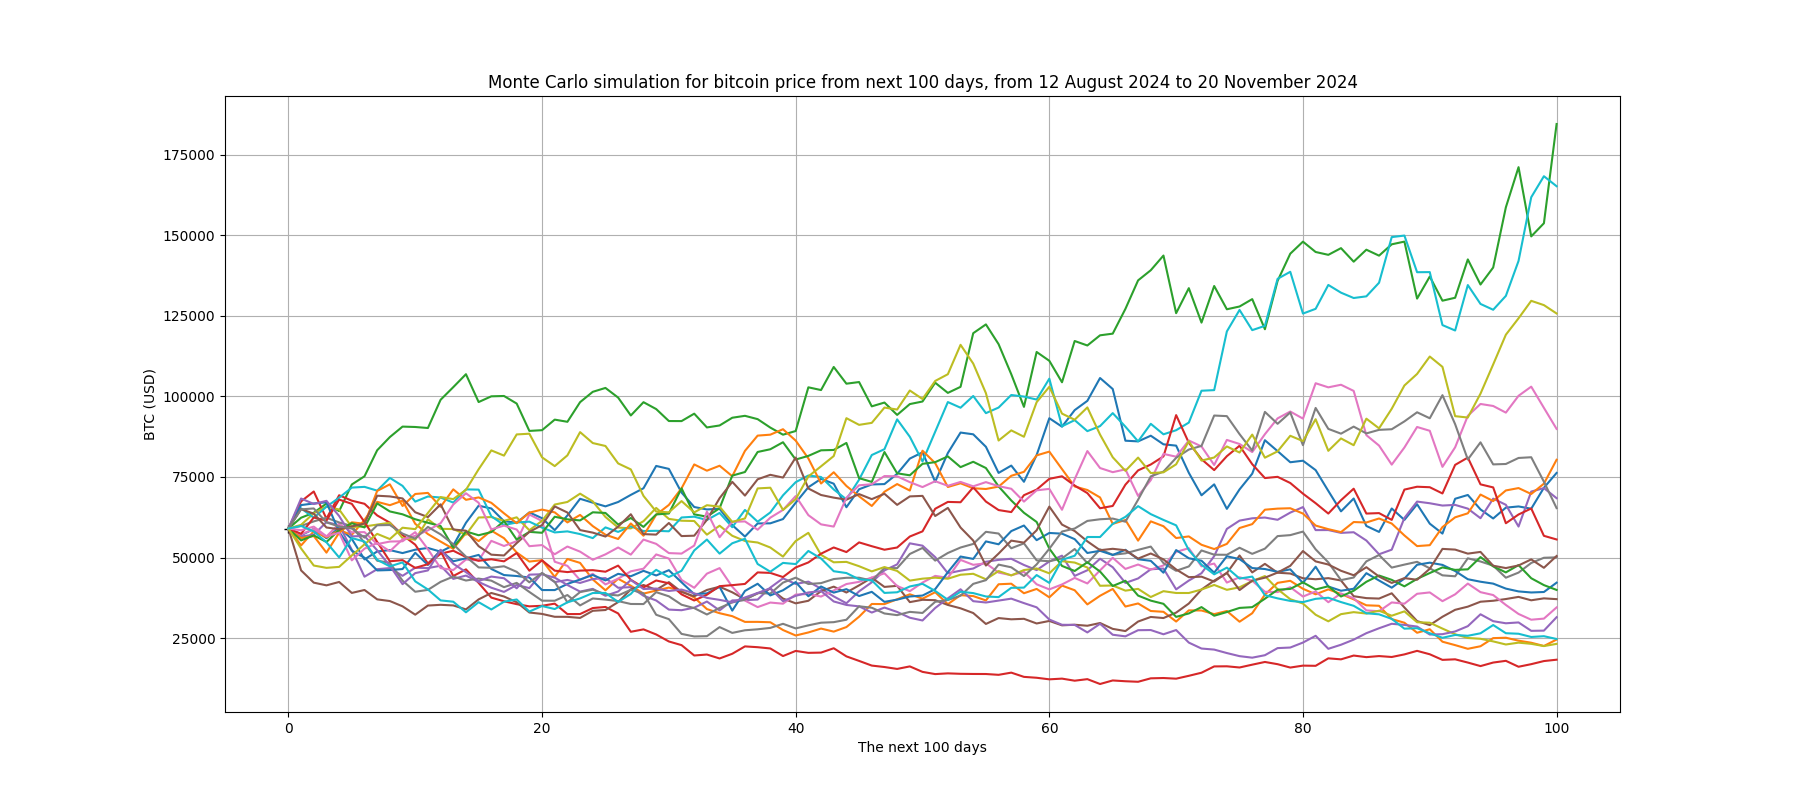 Monte Carlo simulation for bitcoin price from next 100 days, from 12 August 2024 to 20 November 2024
175000
150000
125000
100000
75000
50000
25000
BTC (USD)
0 20 40 60 80 100
The next 100 days